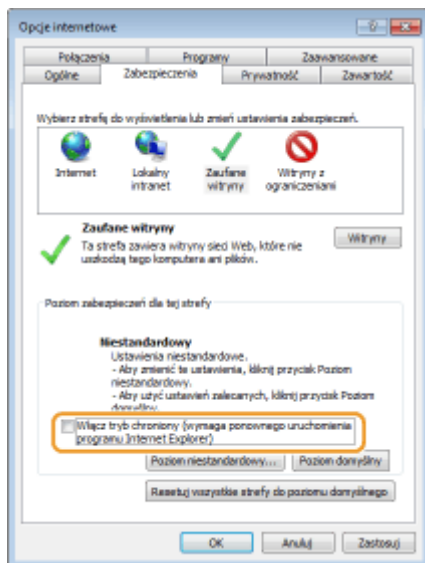 Opcje internetowe
Połączenia Programy Zaawansowane
Ogólne Zabezpieczenia Prywatność Zawartość
Wybierz strefę do wyświetlenia lub zmień ustawienia zabezpieczeń.
Internet Lokalny intranet Zaufane witryny Witryny z ograniczeniami
Zaufane witryny
Ta strefa zawiera witryny sieci Web, które nie
uszkodzą tego komputera ani plików.
Witryny
Poziom zabezpieczeń dla tej strefy
Niestandardowy
Ustawienia niestandardowe.
- Aby zmienić te ustawienia, kliknij przycisk Poziom
niestandardowy.
- Aby użyć ustawień zalecanych, kliknij przycisk Poziom
domyślny.
Włącz tryb chroniony (wymaga ponownego uruchomienia
programu Internet Explorer)
Poziom niestandardowy... Poziom domyślny
Resetuj wszystkie strefy do poziomu domyślnego
OK Anuluj Zastosuj